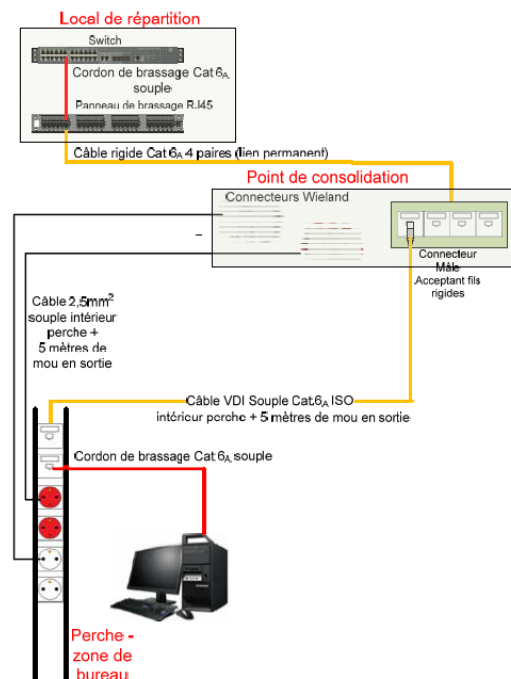 Local de répartition
Switch
Cordon de brassage Cat 6A
souple
Panneau de brassage RJ45
Câble rigide Cat 6A 4 paires (lien permanent)
Point de consolidation
Connecteurs Wieland
Connecteur
Mâle
Acceptant fils
rigides
Câble 2,5mm²
souple intérieur
perche +
5 mètres de
mou en sortie
Câble VDI Souple Cat.6A ISO
intérieur perche + 5 mètres de mou en sortie
Cordon de brassage Cat 6A souple
Perche -
zone de
bureau